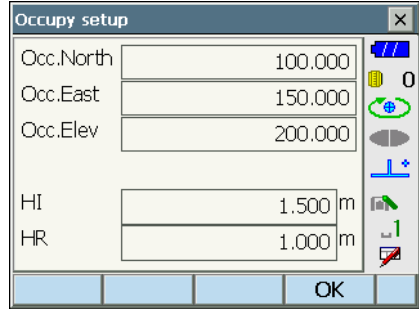 Occupy setup
Occ.North 100.000
0
Occ.East 150.000
Occ.Elev 200.000
HI 1.500 m
HR 1.000 m
1
OK